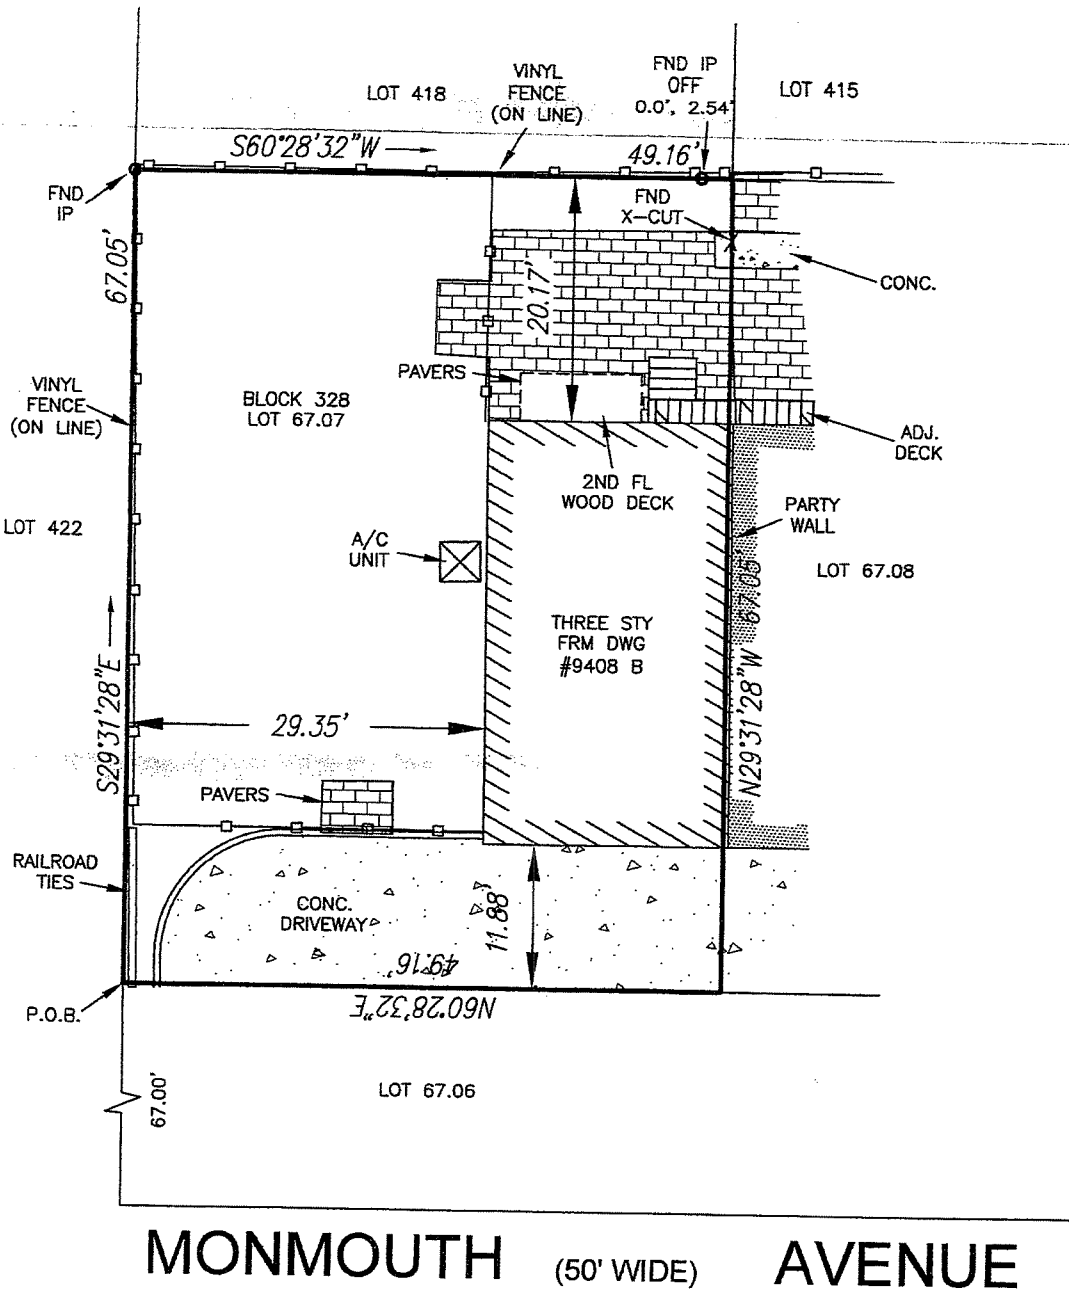 LOT 418
VINYL
FENCE
(ON LINE)
FND IP
OFF
0.0', 2.54'
LOT 415
S60°28'32"W
49.16'
FND
IP
FND
X-CUT
67.05'
20.17'
CONC.
PAVERS
VINYL
FENCE
(ON LINE)
BLOCK 328
LOT 67.07
ADJ.
DECK
2ND FL
WOOD DECK
LOT 422
A/C
UNIT
PARTY
WALL
LOT 67.08
THREE STY
FRM DWG
#9408 B
S29°31'28"E
N29°31'28"W 67.05'
29.35'
PAVERS
RAILROAD
TIES
CONC.
DRIVEWAY
11.88'
49.16'
N60°28'32"E
P.O.B.
67.00'
LOT 67.06
MONMOUTH (50' WIDE) AVENUE